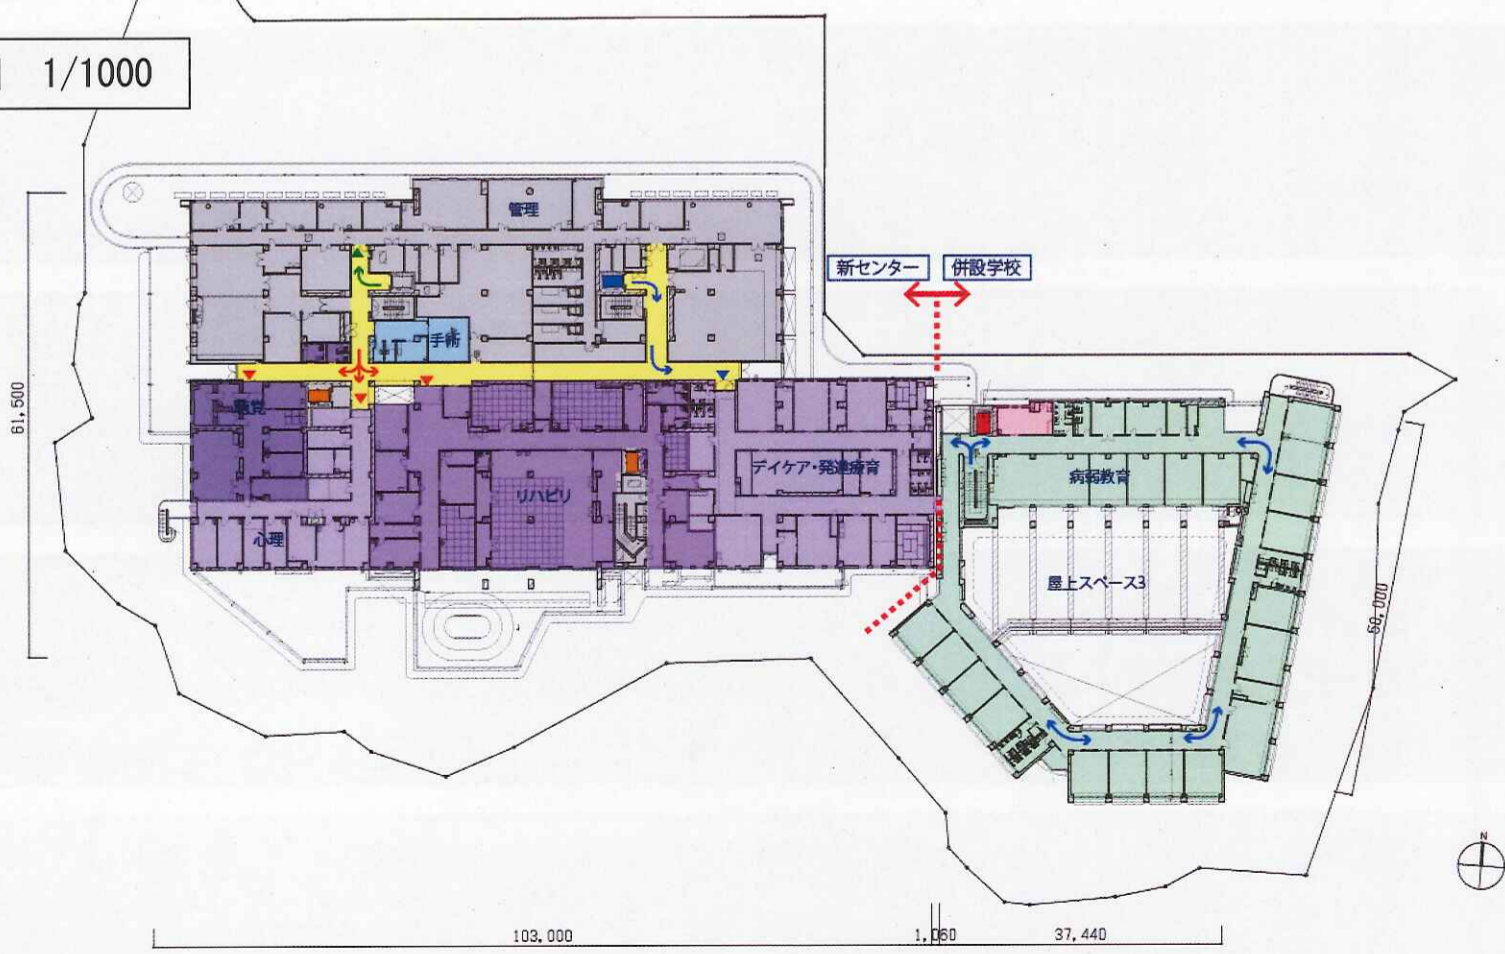 1/1000
管理
新センター
併設学校
手術
61,500
聴覚
デイケア・発達療育
リハビリ
病弱教育
心理
屋上スペース3
60,000
N
103,000
1,060
37,440